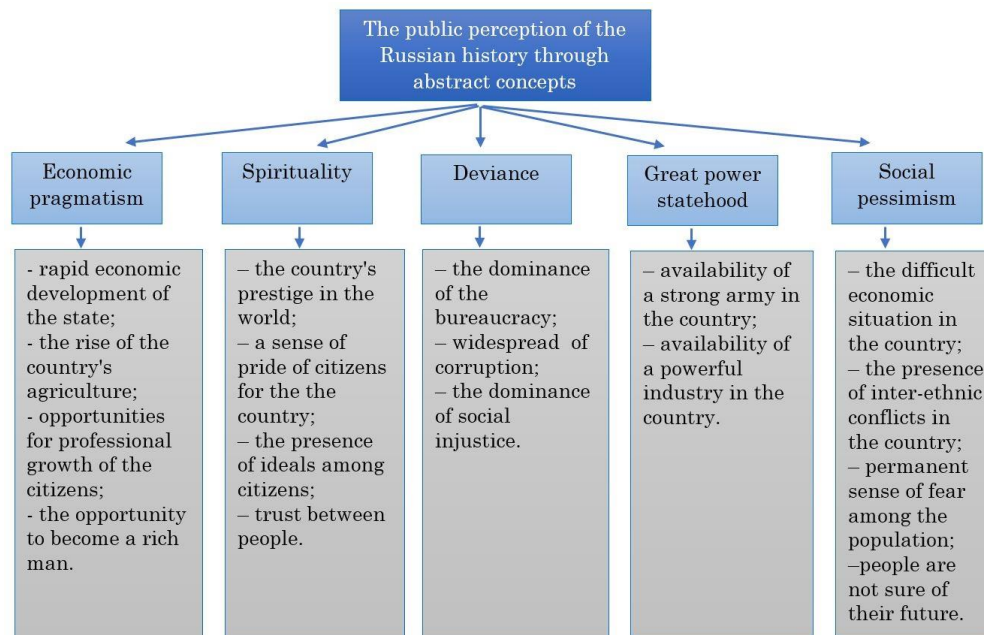 The public perception of the
Russian history through
abstract concepts
Economic
pragmatism
Spirituality
Deviance
Great power
statehood
Social
pessimism
- rapid economic
development of
the state;
- the rise of the
country's
agriculture;
- opportunities
for professional
growth of the
citizens;
- the opportunity
to become a rich
man.
– the country's
prestige in the
world;
– a sense of
pride of citizens
for the the
country;
– the presence
of ideals among
citizens;
– trust between
people.
– the dominance
of the
bureaucracy;
– widespread of
corruption;
– the dominance
of social
injustice.
– availability of
a strong army in
the country;
– availability of
a powerful
industry in the
country.
– the difficult
economic
situation in
the country;
– the presence
of inter-ethnic
conflicts in
the country;
– permanent
sense of fear
among the
population;
–people are
not sure of
their future.